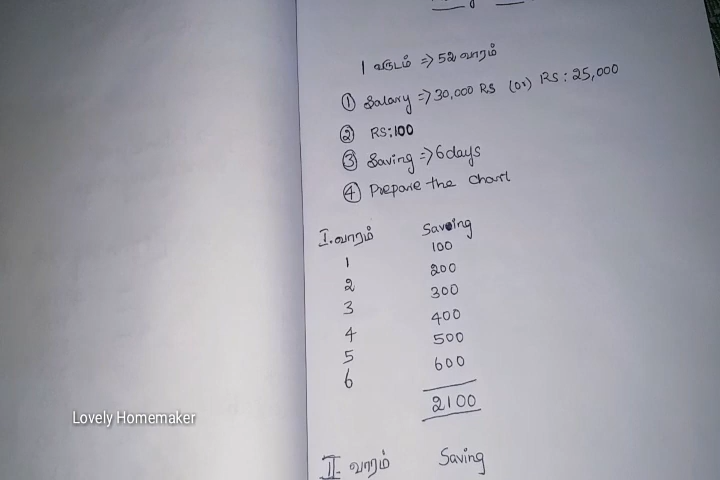 1 வருடம் => 52 வாரம்
① Salary => 30,000 RS (or) RS: 25,000
② RS:100
③ Saving => 6 days
④ Prepare the chart
I. வாரம் Saving
1 100
2 200
3 300
4 400
5 500
6 600
2100
II. வாரம் Saving
Lovely Homemaker